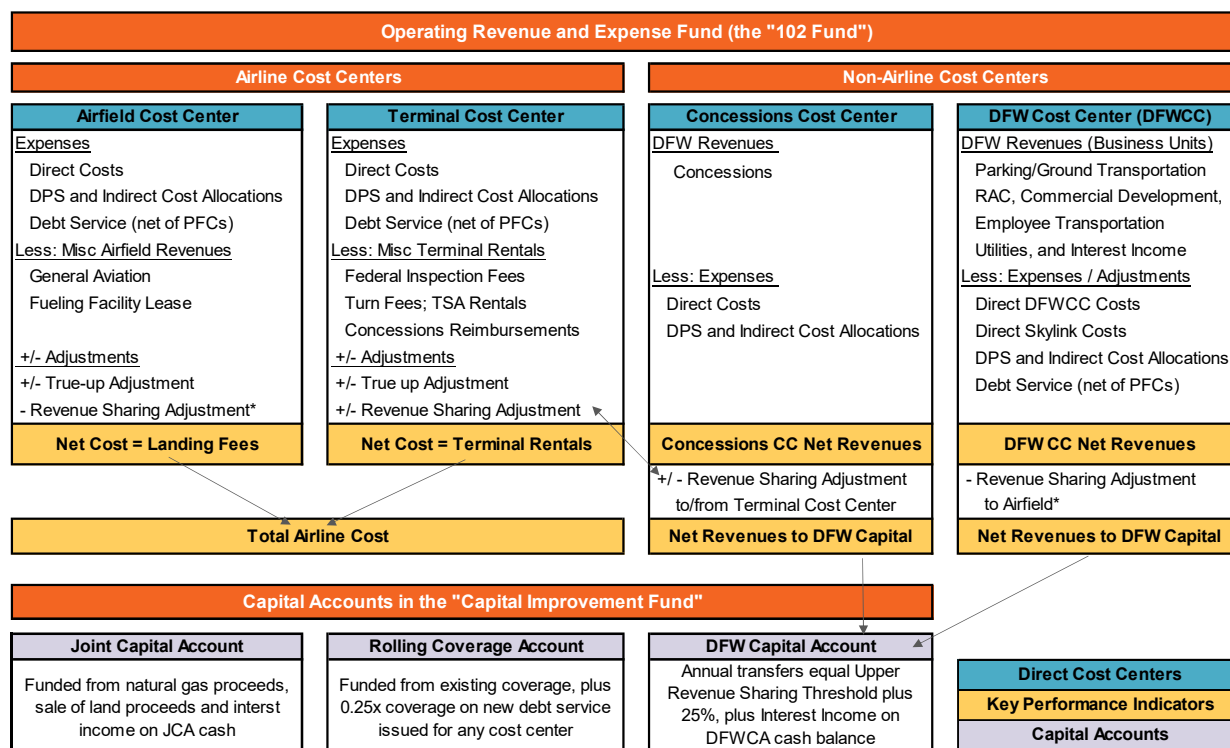 Operating Revenue and Expense Fund (the "102 Fund")
Airline Cost Centers
Non-Airline Cost Centers
Airfield Cost Center
Expenses
Direct Costs
DPS and Indirect Cost Allocations
Debt Service (net of PFCs)
Less: Misc Airfield Revenues
General Aviation
Fueling Facility Lease
+/- Adjustments
+/- True-up Adjustment
- Revenue Sharing Adjustment*
Net Cost = Landing Fees
Terminal Cost Center
Expenses
Direct Costs
DPS and Indirect Cost Allocations
Debt Service (net of PFCs)
Less: Misc Terminal Rentals
Federal Inspection Fees
Turn Fees; TSA Rentals
Concessions Reimbursements
+/- Adjustments
+/- True up Adjustment
+/- Revenue Sharing Adjustment
Net Cost = Terminal Rentals
Total Airline Cost
Concessions Cost Center
DFW Revenues
Concessions
Less: Expenses
Direct Costs
DPS and Indirect Cost Allocations
Concessions CC Net Revenues
+/ - Revenue Sharing Adjustment
to/from Terminal Cost Center
Net Revenues to DFW Capital
DFW Cost Center (DFWCC)
DFW Revenues (Business Units)
Parking/Ground Transportation
RAC, Commercial Development,
Employee Transportation
Utilities, and Interest Income
Less: Expenses / Adjustments
Direct DFWCC Costs
Direct Skylink Costs
DPS and Indirect Cost Allocations
Debt Service (net of PFCs)
DFW CC Net Revenues
- Revenue Sharing Adjustment
to Airfield*
Net Revenues to DFW Capital
Capital Accounts in the "Capital Improvement Fund"
Joint Capital Account
Funded from natural gas proceeds,
sale of land proceeds and interst
income on JCA cash
Rolling Coverage Account
Funded from existing coverage, plus
0.25x coverage on new debt service
issued for any cost center
DFW Capital Account
Annual transfers equal Upper
Revenue Sharing Threshold plus
25%, plus Interest Income on
DFWCA cash balance
Direct Cost Centers
Key Performance Indicators
Capital Accounts